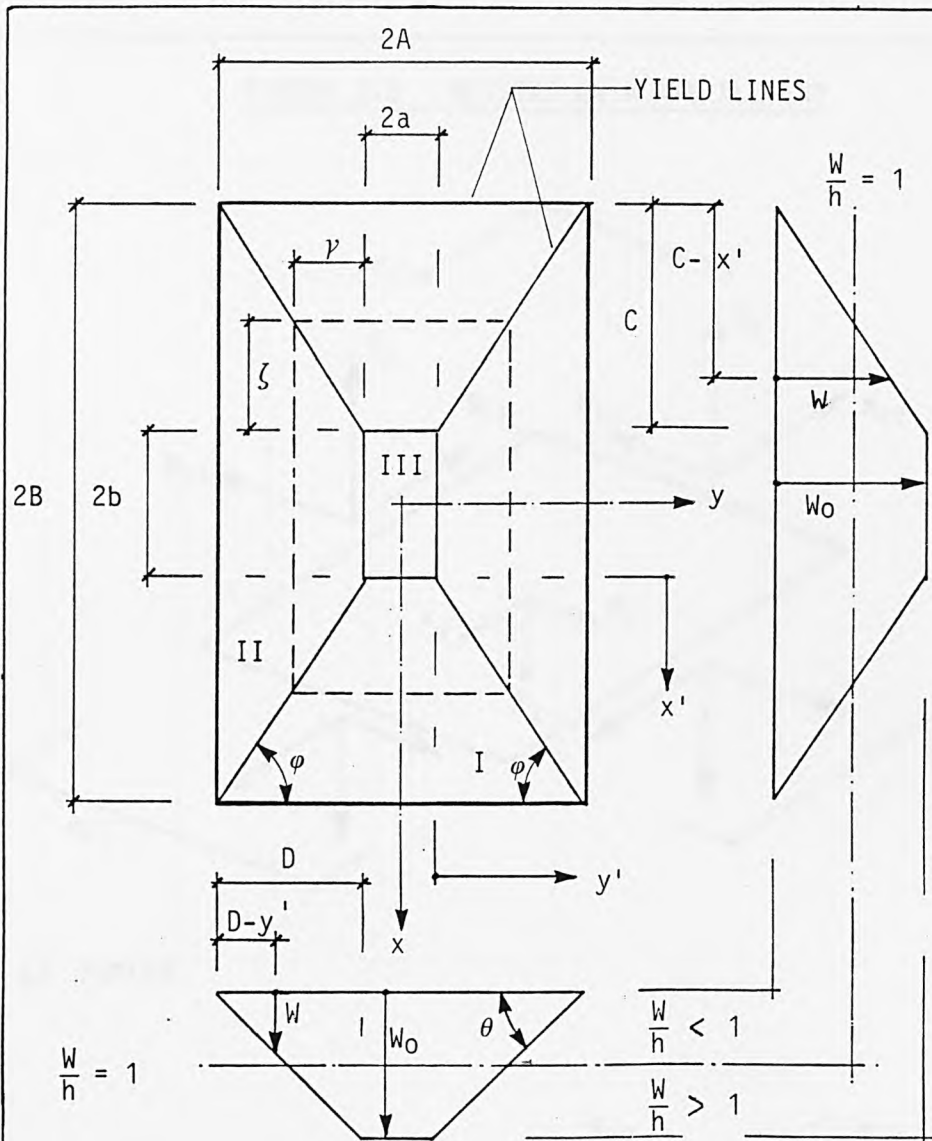 2A
YIELD LINES
2a
W/h = 1
ν
C- x'
C
ζ
W
III
2B
2b
Wo
y
II
x'
φ
I
φ
D
y'
D-y'
x
W
Wo
θ
W/h < 1
W/h = 1
W/h > 1